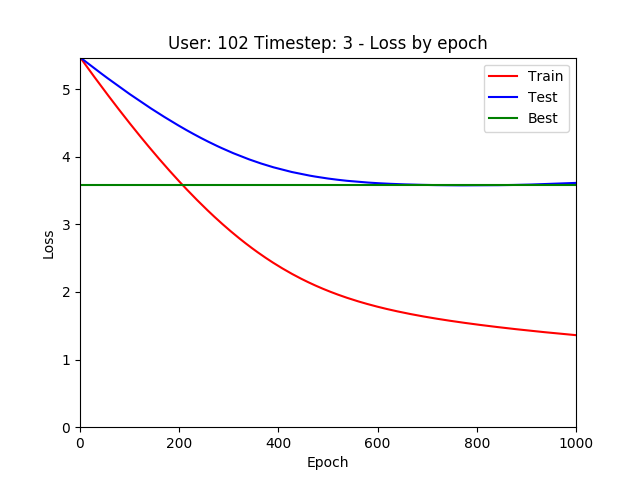 User: 102 Timestep: 3 - Loss by epoch
Train
Test
Best
5
4
3
2
1
0
Loss
0 200 400 600 800 1000
Epoch